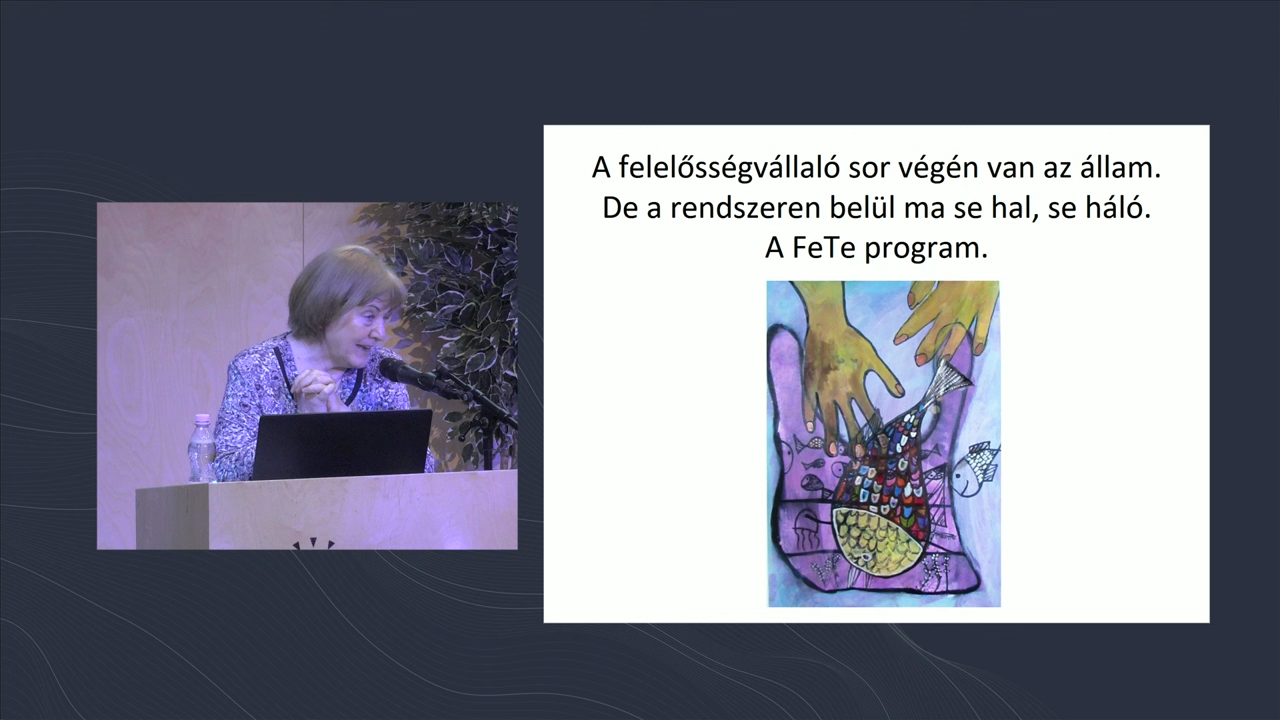 A felelősségvállaló sor végén van az állam.
De a rendszeren belül ma se hal, se háló.
A FeTe program.